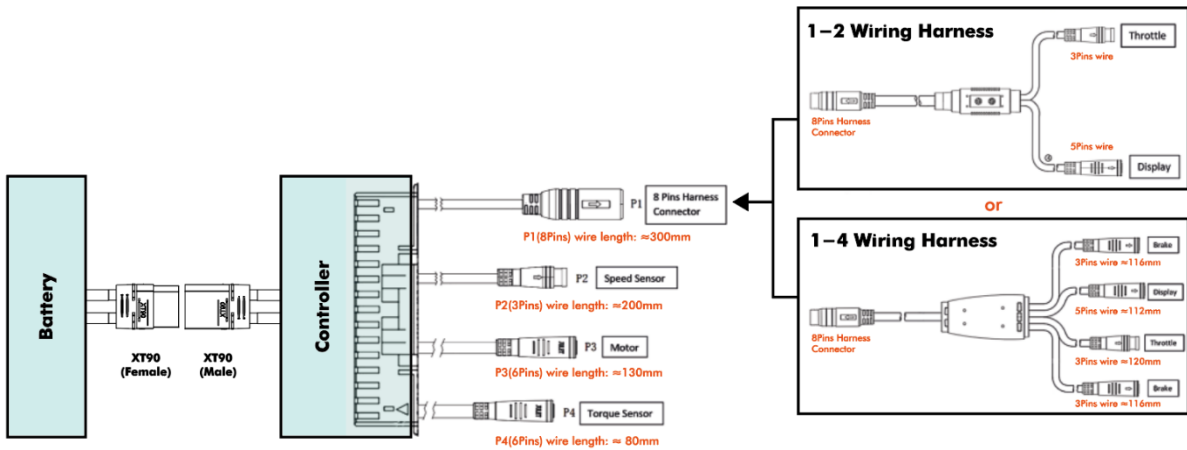 Battery
XT90
XT90
XT90
(Female)
XT90
(Male)
Controller
P1
8 Pins Harness
Connector
P1(8Pins) wire length: ≈300mm
P2
Speed Sensor
P2(3Pins) wire length: ≈200mm
P3
Motor
P3(6Pins) wire length: ≈130mm
P4
Torque Sensor
P4(6Pins) wire length: ≈ 80mm
1–2 Wiring Harness
Throttle
3Pins wire
8Pins Harness
Connector
5Pins wire
Display
or
1–4 Wiring Harness
Brake
3Pins wire ≈116mm
Display
5Pins wire ≈112mm
8Pins Harness
Connector
Throttle
3Pins wire ≈120mm
Brake
3Pins wire ≈116mm